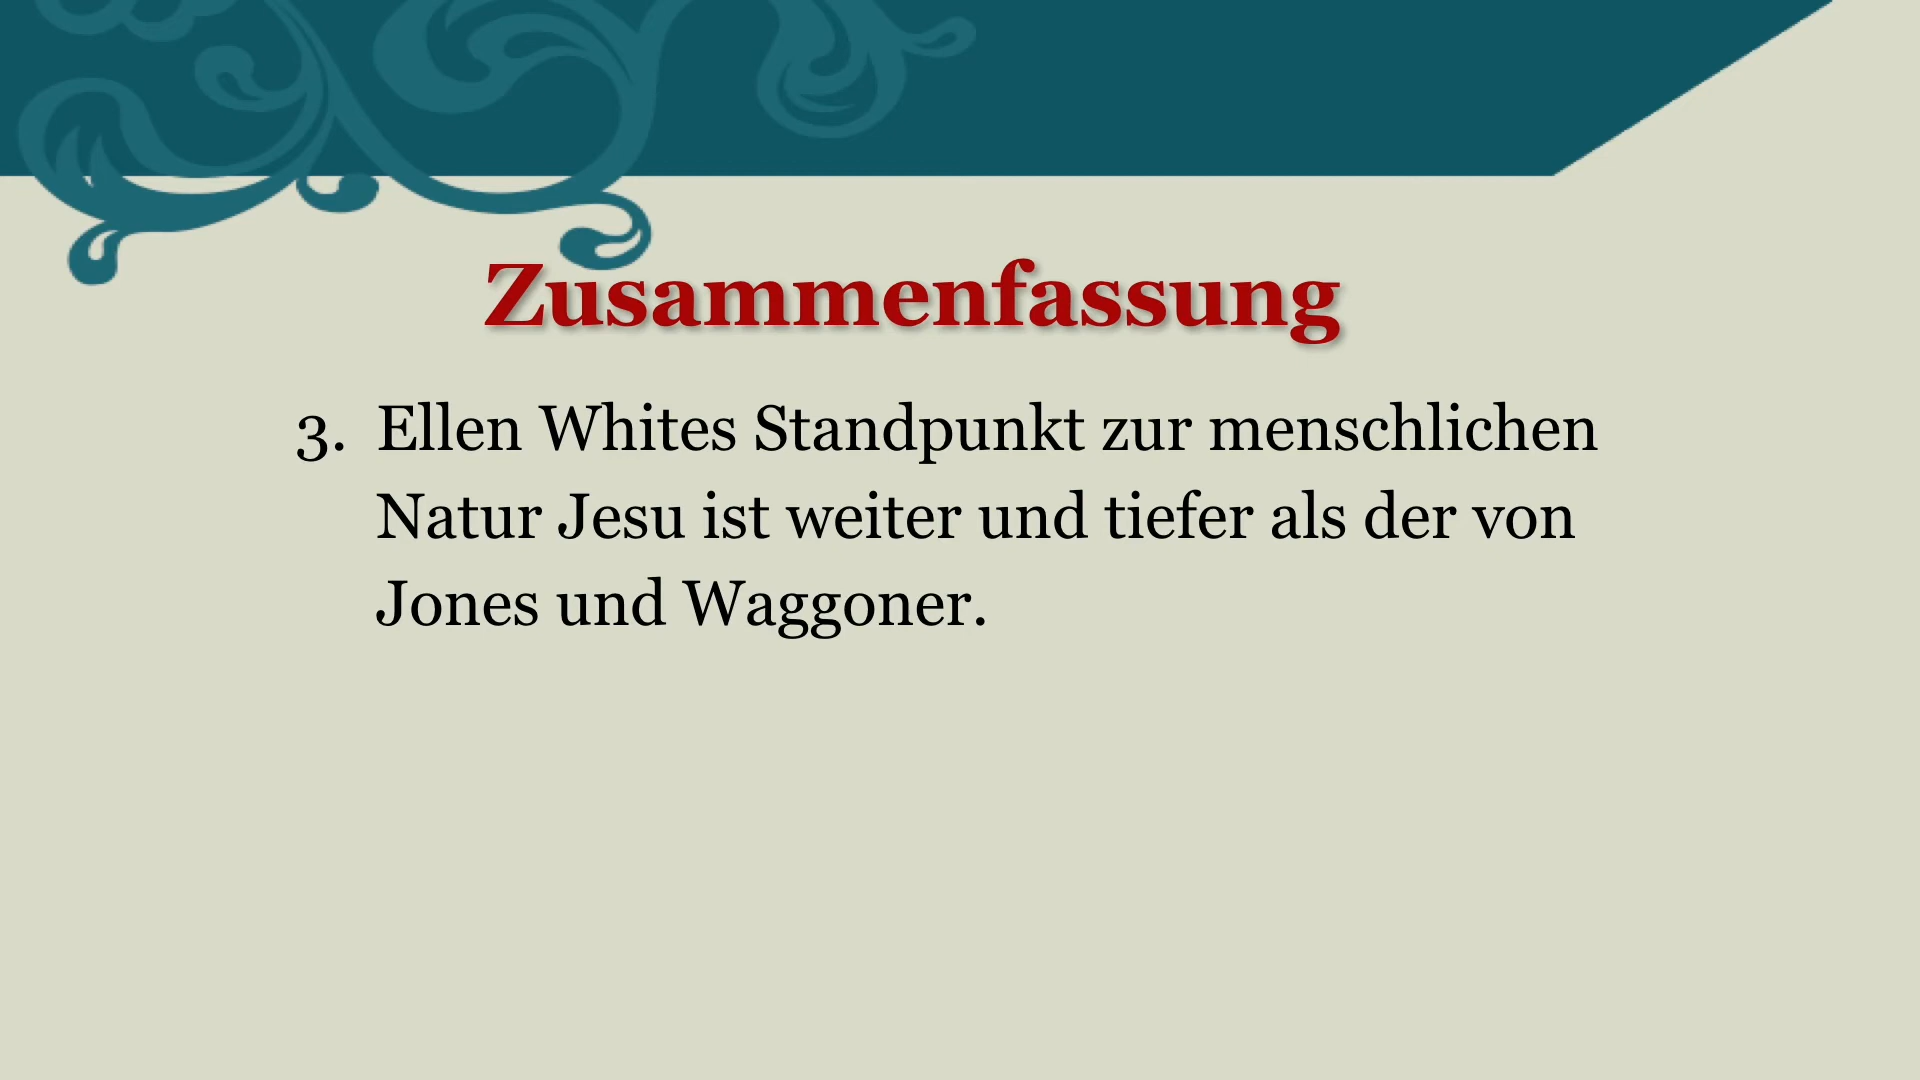 Zusammenfassung
3. Ellen Whites Standpunkt zur menschlichen
Natur Jesu ist weiter und tiefer als der von
Jones und Waggoner.